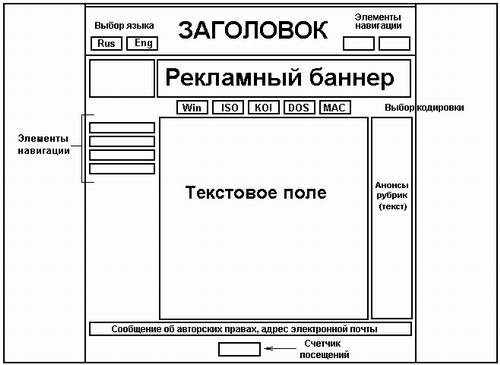 Выбор языка
Rus
Eng
ЗАГОЛОВОК
Элементы
навигации
Рекламный баннер
Win
ISO
KOI
DOS
MAC
Выбор кодировки
Элементы
навигации
Текстовое поле
Анонсы
рубрик
(текст)
Сообщение об авторских правах, адрес электронной почты
Счетчик
посещений